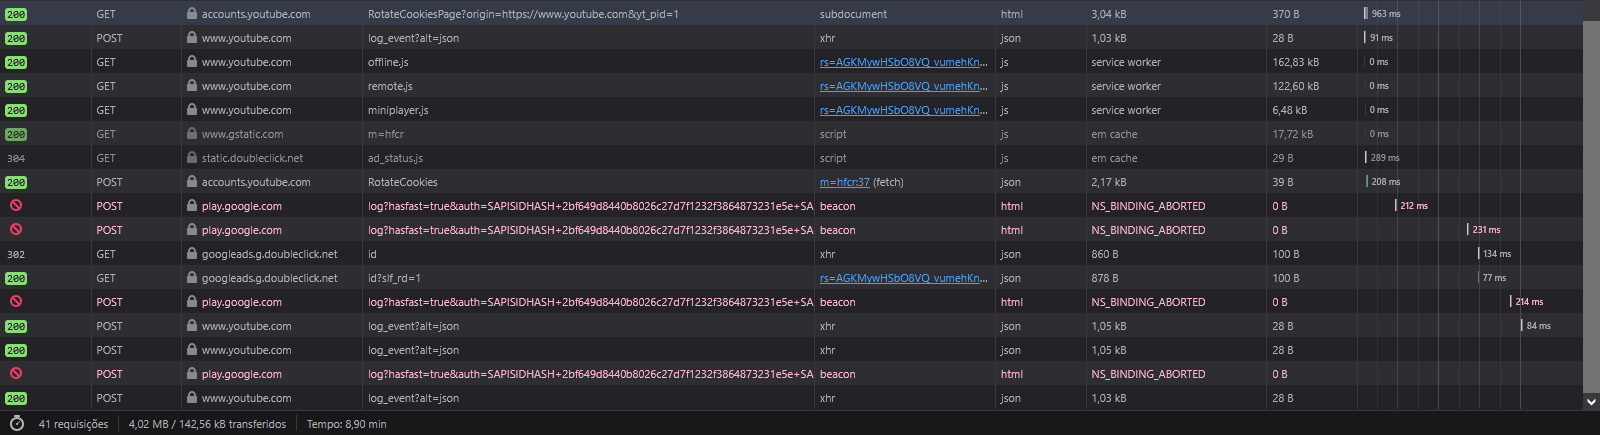 200 GET accounts.youtube.com RotateCookiesPage?origin=https://www.youtube.com&yt_pid=1 subdocument html 3,04 kB 370 B 963 ms
200 POST www.youtube.com log_event?alt=json xhr json 1,03 kB 28 B 91 ms
200 GET www.youtube.com offline.js rs=AGKMywHSbO8VQ_vumehKn... js service worker 162,83 kB 0 ms
200 GET www.youtube.com remote.js rs=AGKMywHSbO8VQ_vumehKn... js service worker 122,60 kB 0 ms
200 GET www.youtube.com miniplayer.js rs=AGKMywHSbO8VQ_vumehKn... js service worker 6,48 kB 0 ms
200 GET www.gstatic.com m=hfcr script js em cache 17,72 kB 0 ms
304 GET static.doubleclick.net ad_status.js script js em cache 29 B 289 ms
200 POST accounts.youtube.com RotateCookies m=hfcr:37 (fetch) json 2,17 kB 39 B 208 ms
POST play.google.com log?hasfast=true&auth=SAPISIDHASH+2bf649d8440b8026c27d7f1232f3864873231e5e+SA beacon html NS_BINDING_ABORTED 0 B 212 ms
POST play.google.com log?hasfast=true&auth=SAPISIDHASH+2bf649d8440b8026c27d7f1232f3864873231e5e+SA beacon html NS_BINDING_ABORTED 0 B 231 ms
302 GET googleads.g.doubleclick.net id xhr json 860 B 100 B 134 ms
200 GET googleads.g.doubleclick.net id?slf_rd=1 rs=AGKMywHSbO8VQ_vumehKn... json 878 B 100 B 77 ms
POST play.google.com log?hasfast=true&auth=SAPISIDHASH+2bf649d8440b8026c27d7f1232f3864873231e5e+SA beacon html NS_BINDING_ABORTED 0 B 214 ms
200 POST www.youtube.com log_event?alt=json xhr json 1,05 kB 28 B 84 ms
200 POST www.youtube.com log_event?alt=json xhr json 1,05 kB 28 B
POST play.google.com log?hasfast=true&auth=SAPISIDHASH+2bf649d8440b8026c27d7f1232f3864873231e5e+SA beacon html NS_BINDING_ABORTED 0 B
200 POST www.youtube.com log_event?alt=json xhr json 1,03 kB 28 B
41 requisições 4,02 MB / 142,56 kB transferidos Tempo: 8,90 min